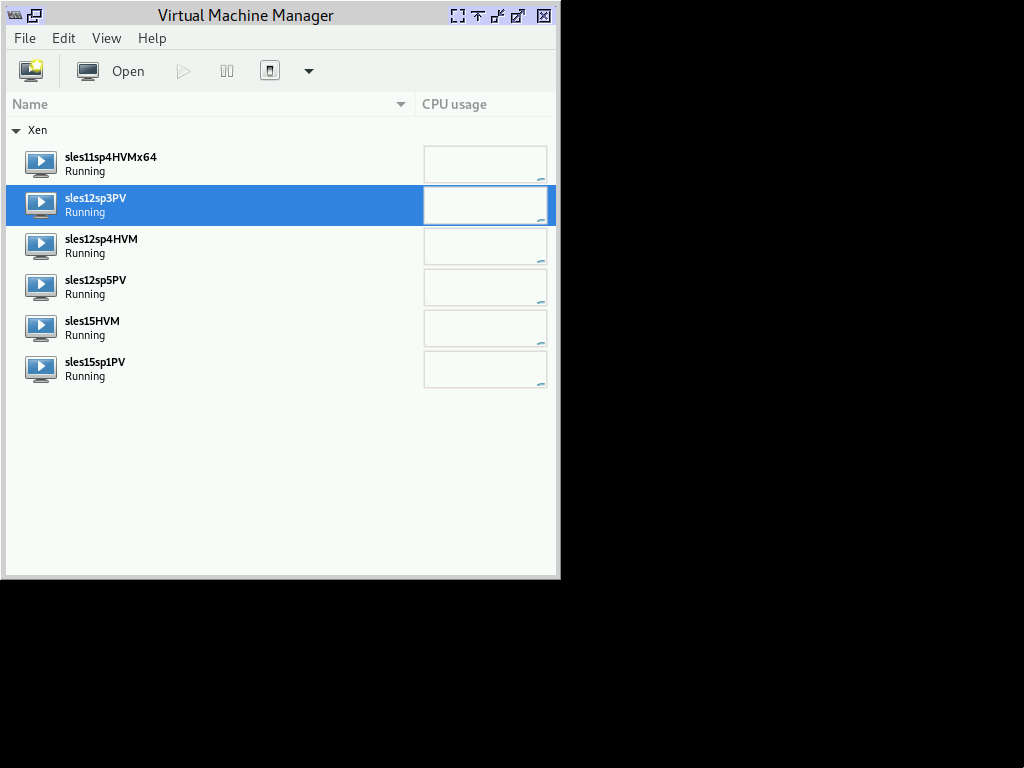 Virtual Machine Manager
File Edit View Help
Open
Name CPU usage
Xen
sles11sp4HVMx64
Running
sles12sp3PV
Running
sles12sp4HVM
Running
sles12sp5PV
Running
sles15HVM
Running
sles15sp1PV
Running